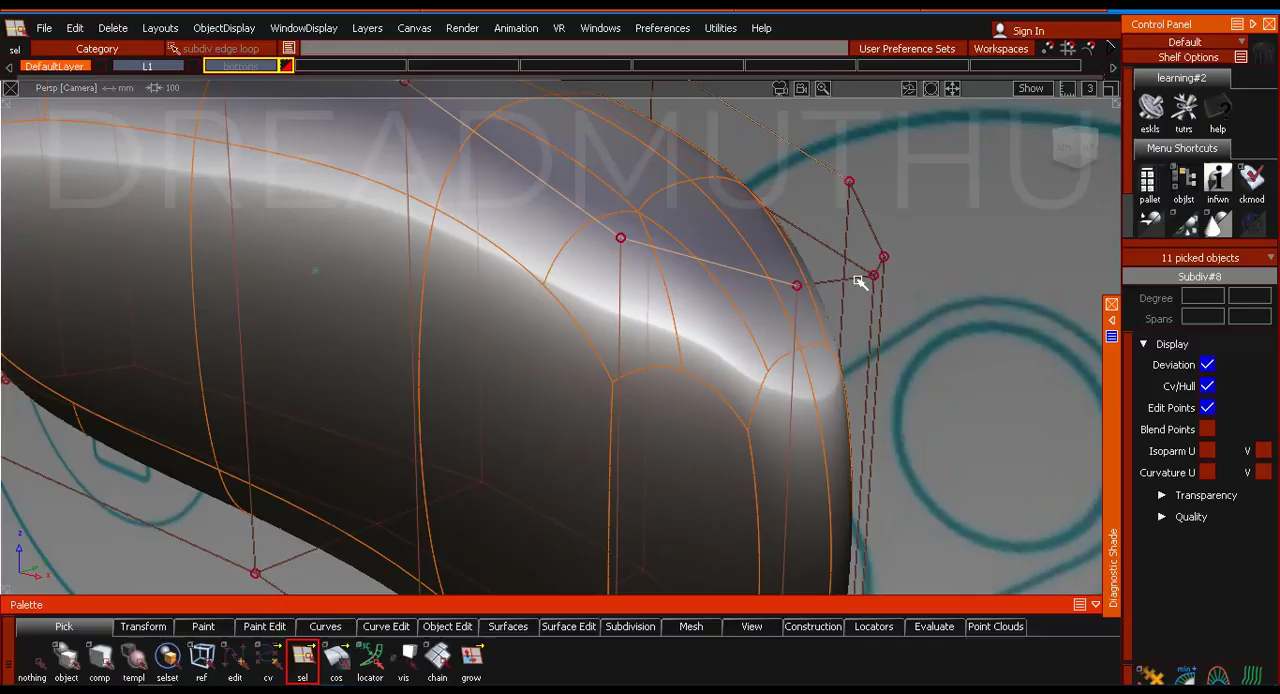 File Edit Delete Layouts ObjectDisplay WindowDisplay Layers Canvas Render Animation VR Windows Preferences Utilities Help
Sign In
Control Panel
Default
Shelf Options
sel Category subdiv edge loop User Preference Sets Workspaces
DefaultLayer L1 bottons
Persp [Camera] mm 100 Show 3
DREADMUTHU
learning#2
eskls tutrs help
Menu Shortcuts
pallet objlst infwn ckmod
11 picked objects
Subdiv#8
Degree
Spans
Display
Deviation
Cv/Hull
Edit Points
Blend Points
Isoparm U V
Curvature U V
Transparency
Quality
Diagnostic Shade
z
x
Palette
Pick Transform Paint Paint Edit Curves Curve Edit Object Edit Surfaces Surface Edit Subdivision Mesh View Construction Locators Evaluate Point Clouds
nothing object comp templ selset ref edit cv sel cos locator vis chain grow
min